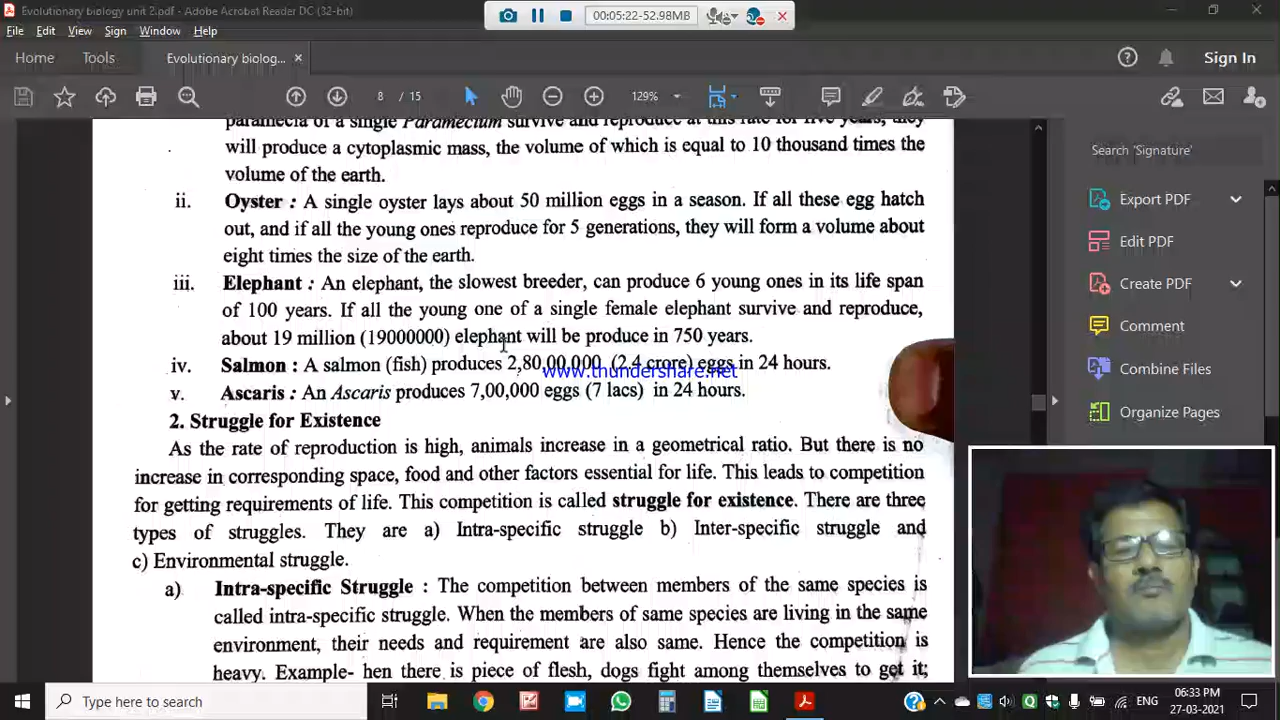 Evolutionary biology unit 2.pdf - Adobe Acrobat Reader DC (32-bit)
00:05:22-52.98MB
File Edit View Sign Window Help
Home Tools Evolutionary biolog... ×
Sign In
8 / 15
129%
paramecia of a single Paramecium survive and reproduce at this rate for five years, they
will produce a cytoplasmic mass, the volume of which is equal to 10 thousand times the
volume of the earth.
ii. Oyster : A single oyster lays about 50 million eggs in a season. If all these egg hatch
out, and if all the young ones reproduce for 5 generations, they will form a volume about
eight times the size of the earth.
iii. Elephant : An elephant, the slowest breeder, can produce 6 young ones in its life span
of 100 years. If all the young one of a single female elephant survive and reproduce,
about 19 million (19000000) elephant will be produce in 750 years.
iv. Salmon : A salmon (fish) produces 2,80,00,000 (2.4 crore) eggs in 24 hours.
www.thundershare.net
v. Ascaris : An Ascaris produces 7,00,000 eggs (7 lacs) in 24 hours.
2. Struggle for Existence
As the rate of reproduction is high, animals increase in a geometrical ratio. But there is no
increase in corresponding space, food and other factors essential for life. This leads to competition
for getting requirements of life. This competition is called struggle for existence. There are three
types of struggles. They are a) Intra-specific struggle b) Inter-specific struggle and
c) Environmental struggle.
a) Intra-specific Struggle : The competition between members of the same species is
called intra-specific struggle. When the members of same species are living in the same
environment, their needs and requirement are also same. Hence the competition is
heavy. Example- hen there is piece of flesh, dogs fight among themselves to get it;
Search 'Signature'
Export PDF
Edit PDF
Create PDF
Comment
Combine Files
Organize Pages
Type here to search
ENG
06:33 PM
27-03-2021